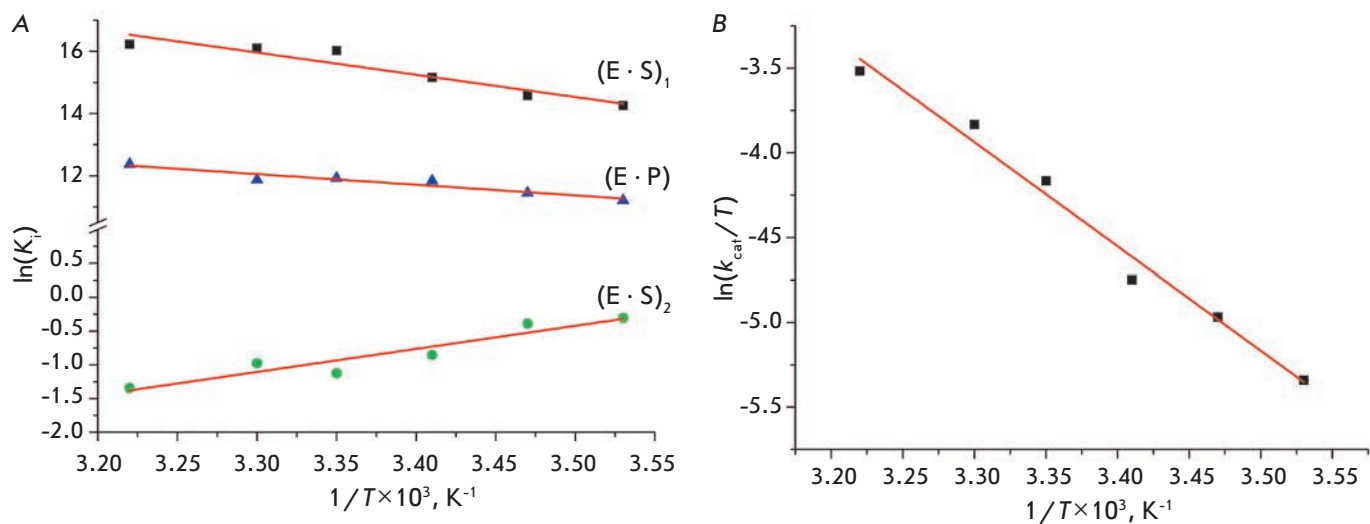 A
16
14
12
0.5
0.0
-0.5
-1.0
-1.5
-2.0
ln(Kᵢ)
(E · S)₁
(E · P)
(E · S)₂
3.20 3.25 3.30 3.35 3.40 3.45 3.50 3.55
1/T×10³, K⁻¹
B
-3.5
-4.0
-45
-5.0
-5.5
ln(k_cat/T)
3.20 3.25 3.30 3.35 3.40 3.45 3.50 3.55
1/T×10³, K⁻¹